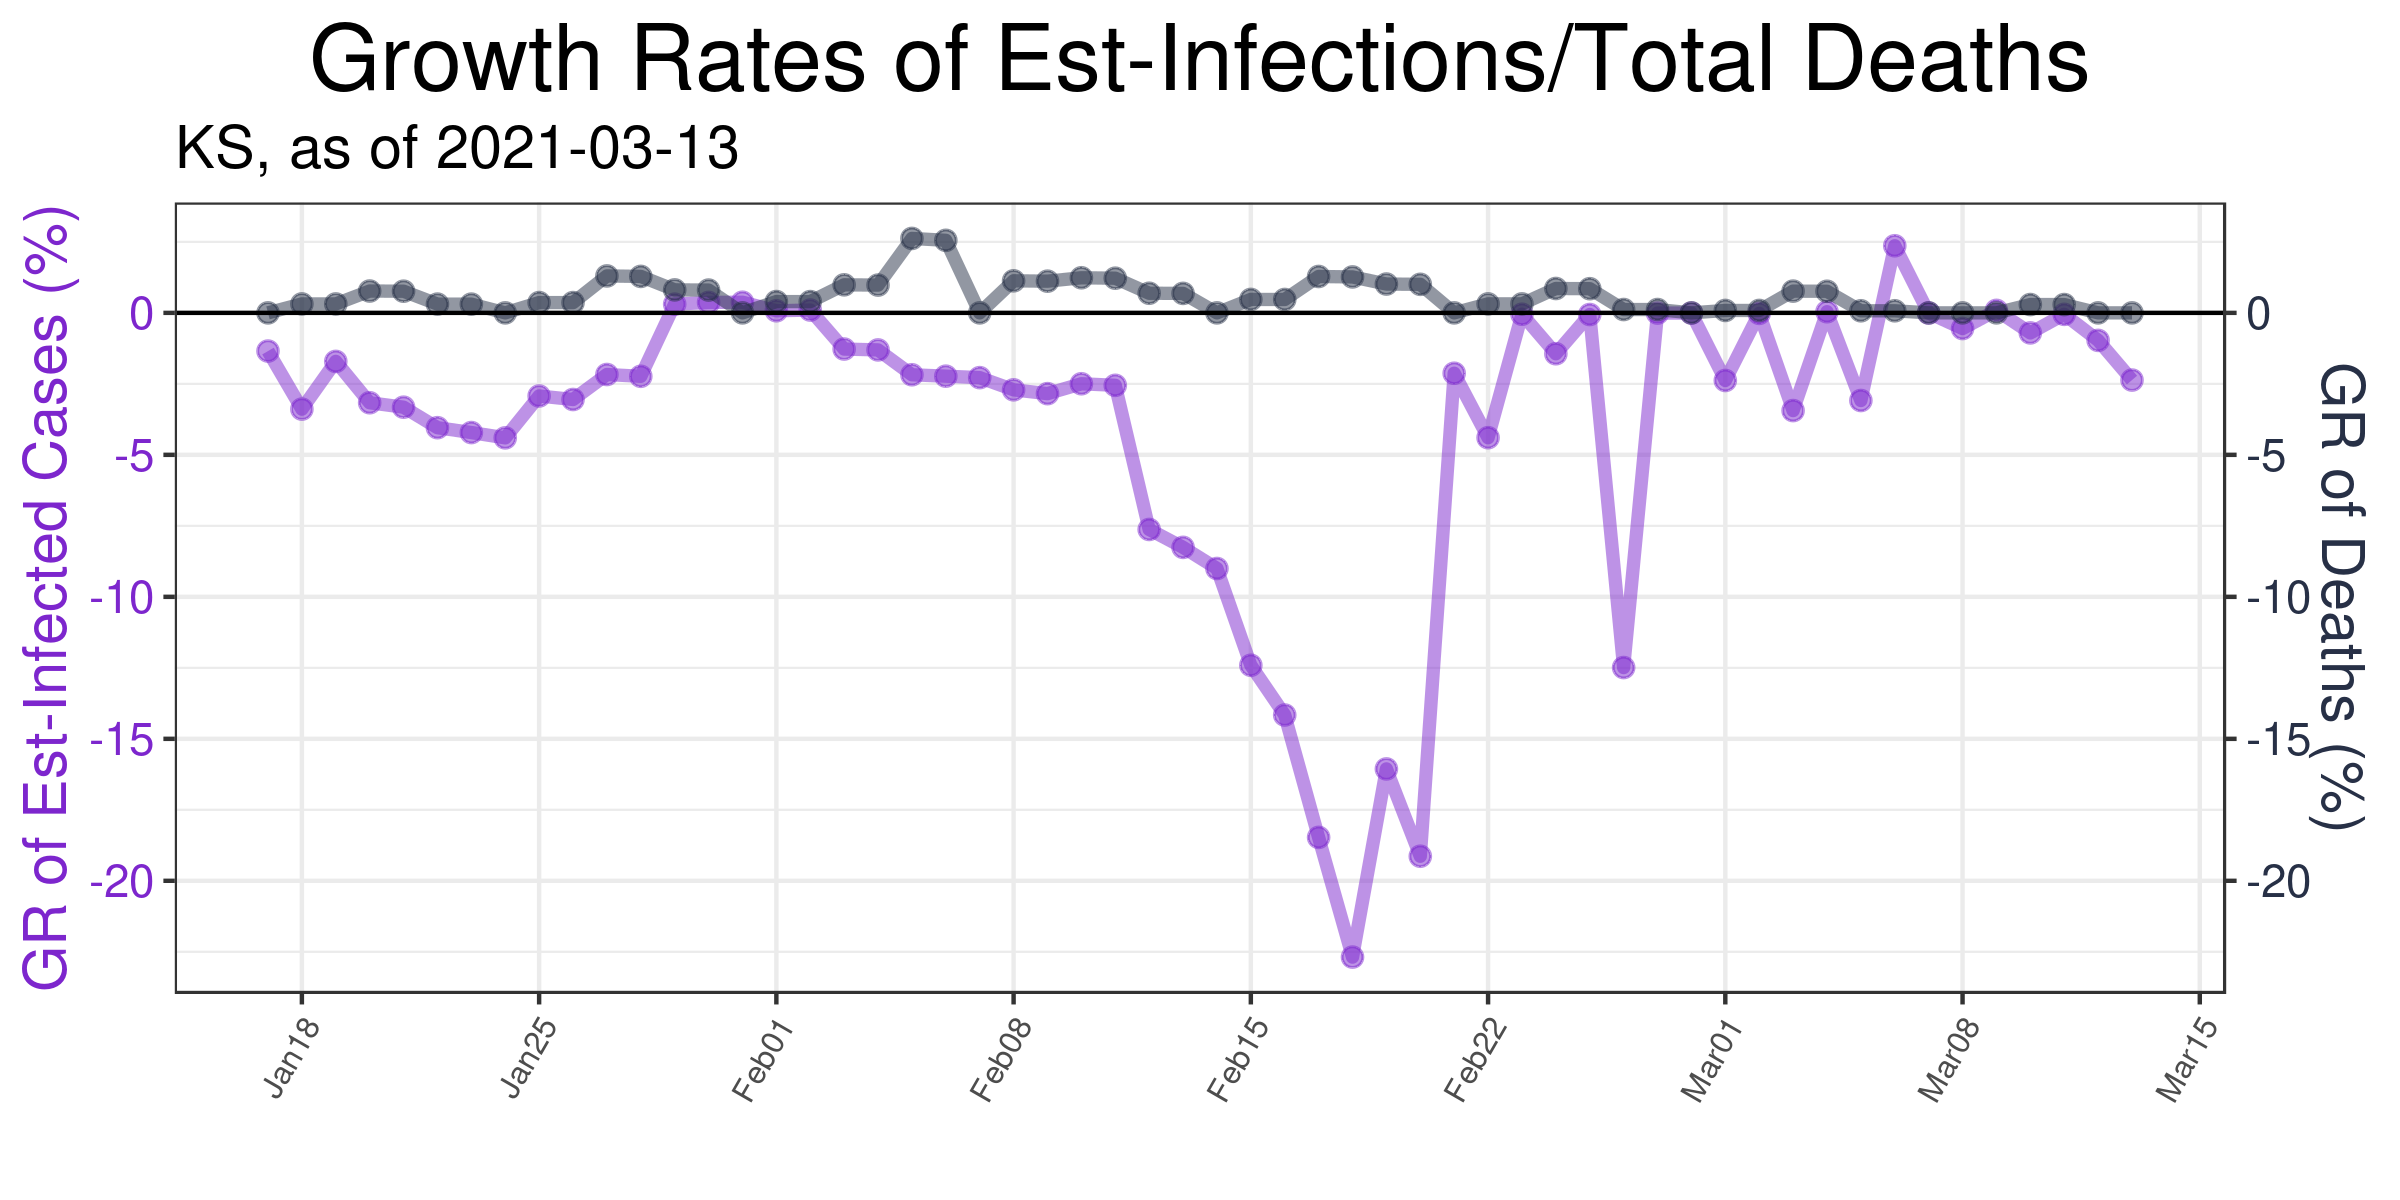 Growth Rates of Est-Infections/Total Deaths
KS, as of 2021-03-13
GR of Est-Infected Cases (%)
0
-5
-10
-15
-20
0
-5
-10
-15
-20
GR of Deaths (%)
Jan18
Jan25
Feb01
Feb08
Feb15
Feb22
Mar01
Mar08
Mar15